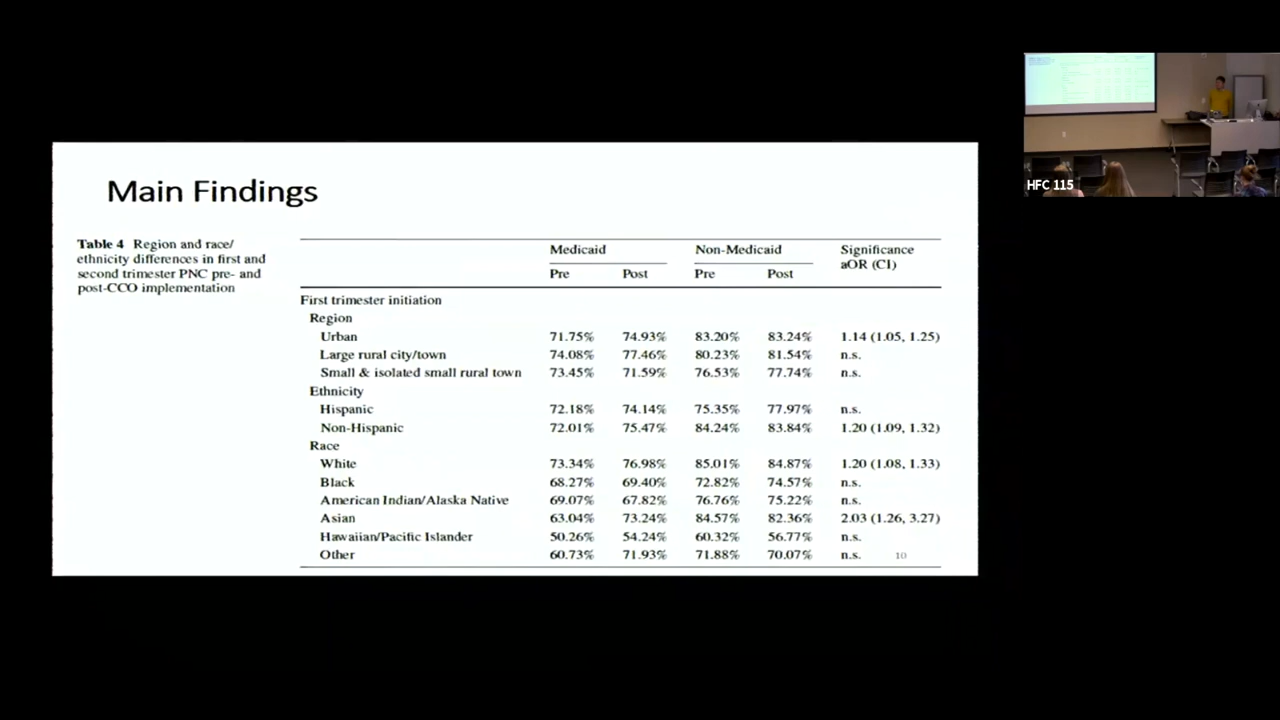 Main Findings
Table 4 Region and race/
ethnicity differences in first and
second trimester PNC pre- and
post-CCO implementation
Medicaid Non-Medicaid Significance
aOR (CI)
Pre Post Pre Post
First trimester initiation
Region
Urban 71.75% 74.93% 83.20% 83.24% 1.14 (1.05, 1.25)
Large rural city/town 74.08% 77.46% 80.23% 81.54% n.s.
Small & isolated small rural town 73.45% 71.59% 76.53% 77.74% n.s.
Ethnicity
Hispanic 72.18% 74.14% 75.35% 77.97% n.s.
Non-Hispanic 72.01% 75.47% 84.24% 83.84% 1.20 (1.09, 1.32)
Race
White 73.34% 76.98% 85.01% 84.87% 1.20 (1.08, 1.33)
Black 68.27% 69.40% 72.82% 74.57% n.s.
American Indian/Alaska Native 69.07% 67.82% 76.76% 75.22% n.s.
Asian 63.04% 73.24% 84.57% 82.36% 2.03 (1.26, 3.27)
Hawaiian/Pacific Islander 50.26% 54.24% 60.32% 56.77% n.s.
Other 60.73% 71.93% 71.88% 70.07% n.s. 10
HFC 115